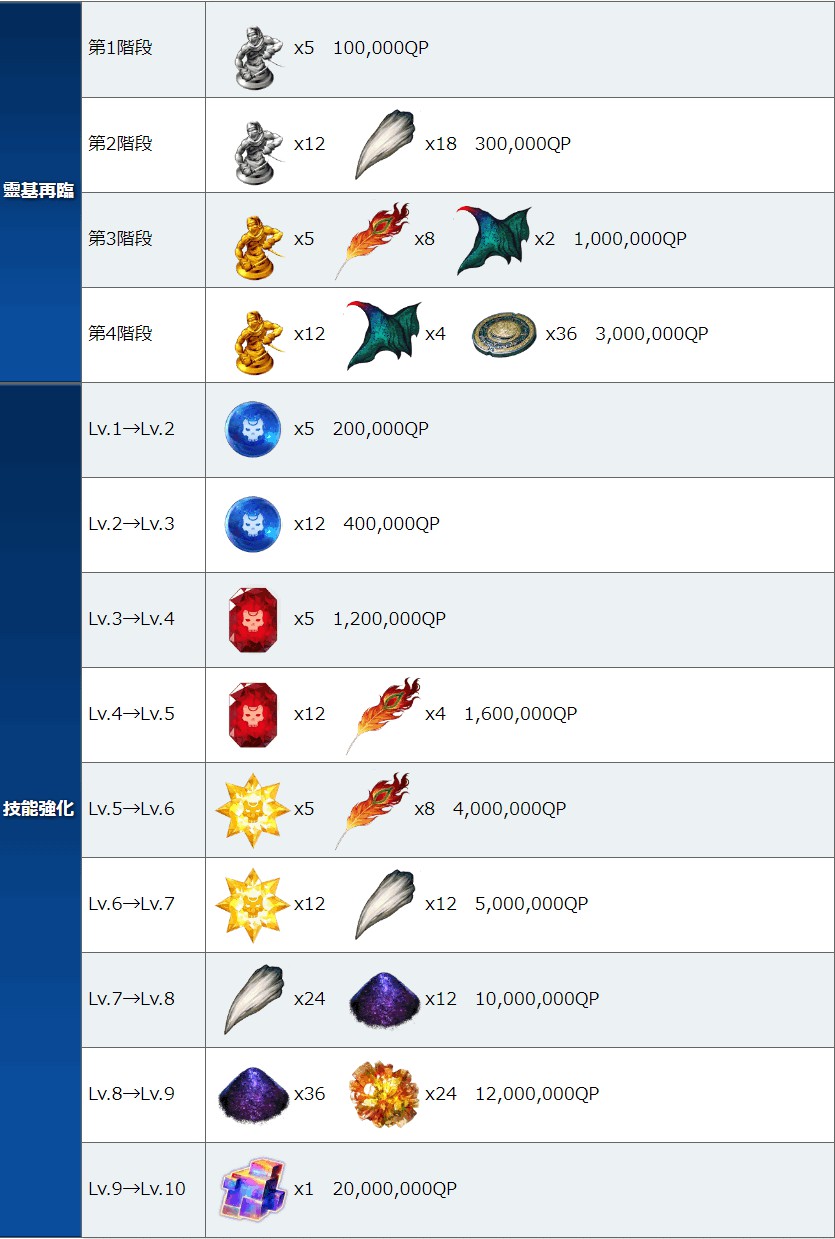 靈基再臨
第1階段 x5 100,000QP
第2階段 x12 x18 300,000QP
第3階段 x5 x8 x2 1,000,000QP
第4階段 x12 x4 x36 3,000,000QP
技能強化
Lv.1→Lv.2 x5 200,000QP
Lv.2→Lv.3 x12 400,000QP
Lv.3→Lv.4 x5 1,200,000QP
Lv.4→Lv.5 x12 x4 1,600,000QP
Lv.5→Lv.6 x5 x8 4,000,000QP
Lv.6→Lv.7 x12 x12 5,000,000QP
Lv.7→Lv.8 x24 x12 10,000,000QP
Lv.8→Lv.9 x36 x24 12,000,000QP
Lv.9→Lv.10 x1 20,000,000QP